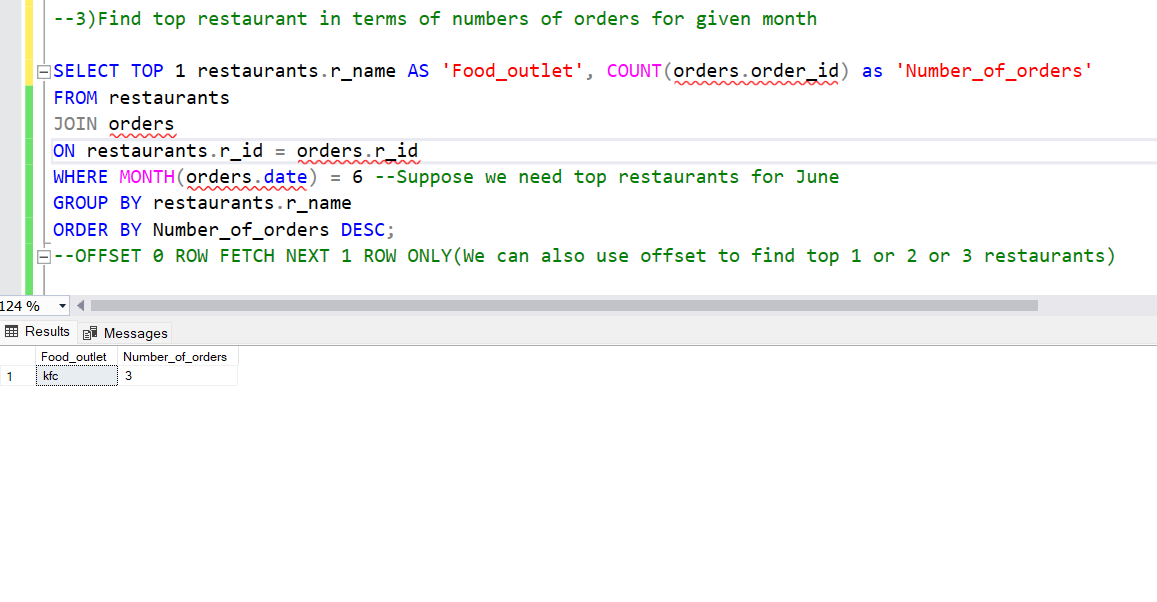 --3)Find top restaurant in terms of numbers of orders for given month
SELECT TOP 1 restaurants.r_name AS 'Food_outlet', COUNT(orders.order_id) as 'Number_of_orders'
FROM restaurants
JOIN orders
ON restaurants.r_id = orders.r_id
WHERE MONTH(orders.date) = 6 --Suppose we need top restaurants for June
GROUP BY restaurants.r_name
ORDER BY Number_of_orders DESC;
--OFFSET 0 ROW FETCH NEXT 1 ROW ONLY(We can also use offset to find top 1 or 2 or 3 restaurants)
124 %
Results Messages
Food_outlet Number_of_orders
1 kfc 3